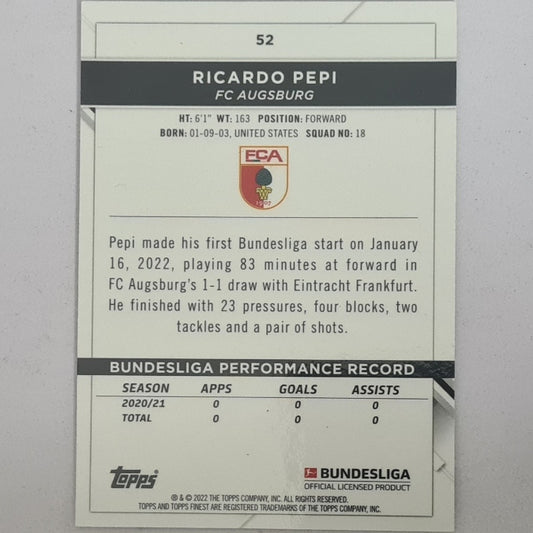 52
RICARDO PEPI
FC AUGSBURG
HT: 6'1" WT: 163 POSITION: FORWARD
BORN: 01-09-03, UNITED STATES SQUAD NO: 18
FCA
1907
Pepi made his first Bundesliga start on January
16, 2022, playing 83 minutes at forward in
FC Augsburg's 1-1 draw with Eintracht Frankfurt.
He finished with 23 pressures, four blocks, two
tackles and a pair of shots.
BUNDESLIGA PERFORMANCE RECORD
SEASON APPS GOALS ASSISTS
2020/21 0 0 0
TOTAL 0 0 0
Topps
BUNDESLIGA
OFFICIAL LICENSED PRODUCT
® & © 2022 THE TOPPS COMPANY, INC. ALL RIGHTS RESERVED.
TOPPS AND TOPPS FINEST ARE REGISTERED TRADEMARKS OF THE TOPPS COMPANY, INC.